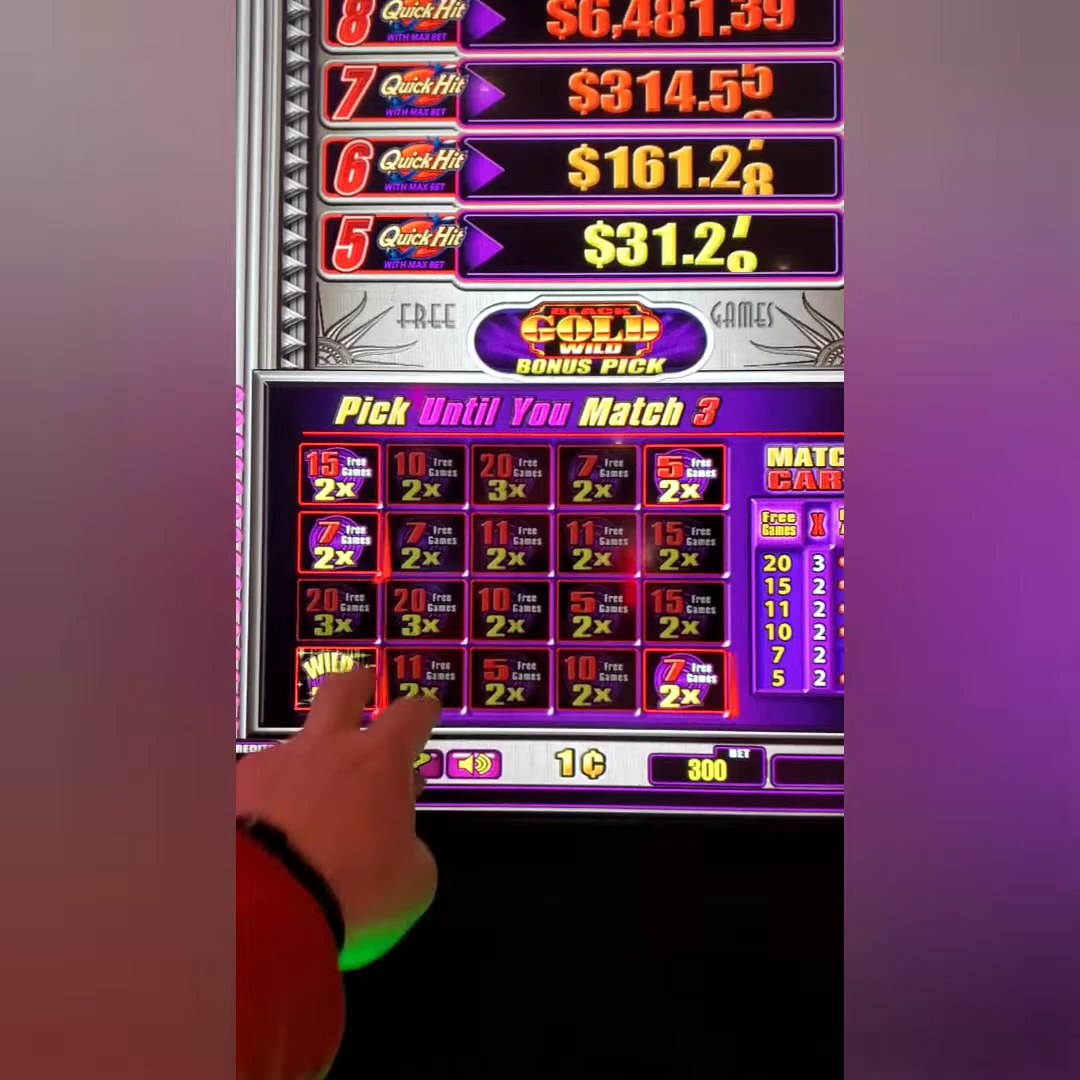 8 Quick Hit $6,481.39
WITH MAX BET
7 Quick Hit $314.5
WITH MAX BET
6 Quick Hit $161.2
WITH MAX BET
5 Quick Hit $31.2
WITH MAX BET
FREE GAMES
BLACK
GOLD
WILD
BONUS PICK
Pick Until You Match 3
15 Free Games 2x 10 Free Games 2x 20 Free Games 3x 7 Free Games 2x 5 Free Games 2x
7 Free Games 2x 7 Free Games 2x 11 Free Games 2x 11 Free Games 2x 15 Free Games 2x
20 Free Games 3x 20 Free Games 3x 10 Free Games 2x 5 Free Games 2x 15 Free Games 2x
WILD 11 Free Games 2x 5 Free Games 2x 10 Free Games 2x 7 Free Games 2x
MATC
CAR
Free Games X
20 3
15 2
11 2
10 2
7 2
5 2
REDIT
? 1¢ 300 BET